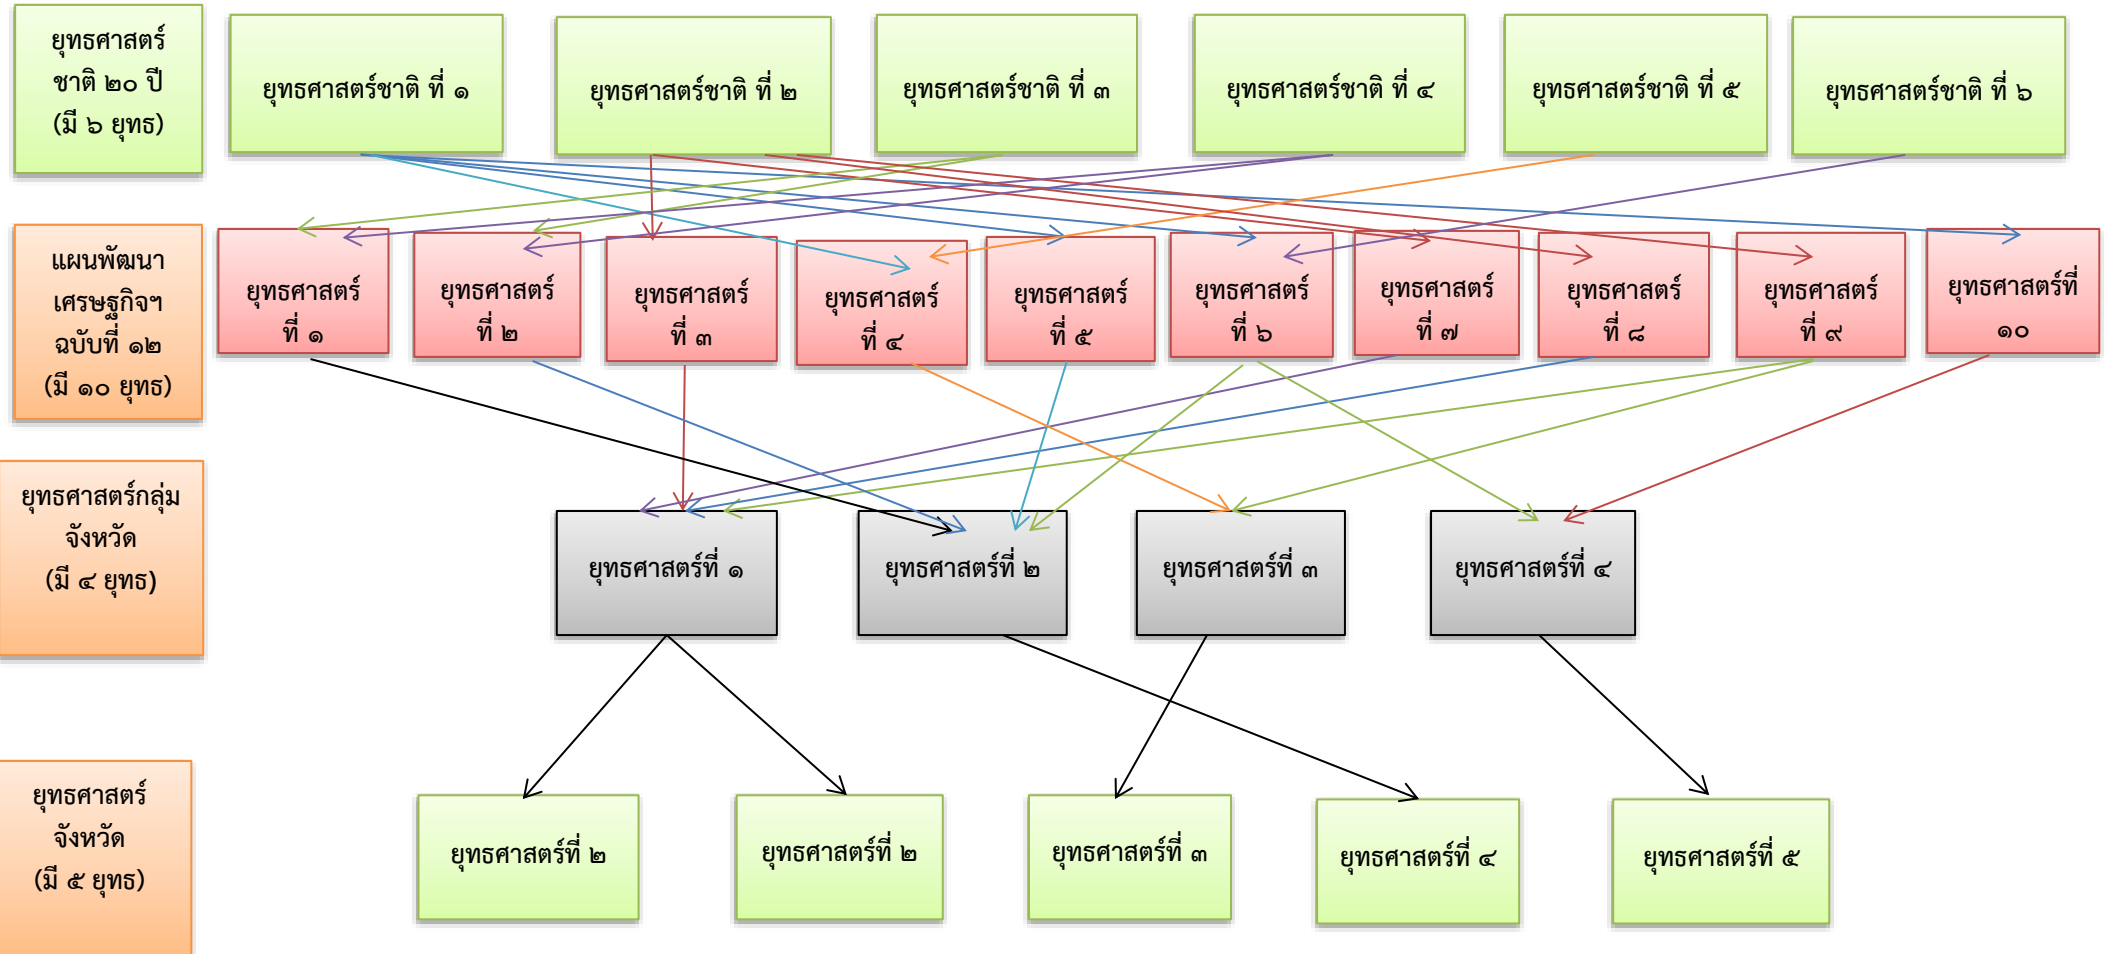 ยุทธศาสตร์
ชาติ ๒๐ ปี
(มี ๖ ยุทธ)
ยุทธศาสตร์ชาติ ที่ ๑
ยุทธศาสตร์ชาติ ที่ ๒
ยุทธศาสตร์ชาติ ที่ ๓
ยุทธศาสตร์ชาติ ที่ ๔
ยุทธศาสตร์ชาติ ที่ ๕
ยุทธศาสตร์ชาติ ที่ ๖
แผนพัฒนา
เศรษฐกิจฯ
ฉบับที่ ๑๒
(มี ๑๐ ยุทธ)
ยุทธศาสตร์
ที่ ๑
ยุทธศาสตร์
ที่ ๒
ยุทธศาสตร์
ที่ ๓
ยุทธศาสตร์
ที่ ๔
ยุทธศาสตร์
ที่ ๕
ยุทธศาสตร์
ที่ ๖
ยุทธศาสตร์
ที่ ๗
ยุทธศาสตร์
ที่ ๘
ยุทธศาสตร์
ที่ ๙
ยุทธศาสตร์ที่
๑๐
ยุทธศาสตร์กลุ่ม
จังหวัด
(มี ๔ ยุทธ)
ยุทธศาสตร์ที่ ๑
ยุทธศาสตร์ที่ ๒
ยุทธศาสตร์ที่ ๓
ยุทธศาสตร์ที่ ๔
ยุทธศาสตร์
จังหวัด
(มี ๕ ยุทธ)
ยุทธศาสตร์ที่ ๒
ยุทธศาสตร์ที่ ๒
ยุทธศาสตร์ที่ ๓
ยุทธศาสตร์ที่ ๔
ยุทธศาสตร์ที่ ๕